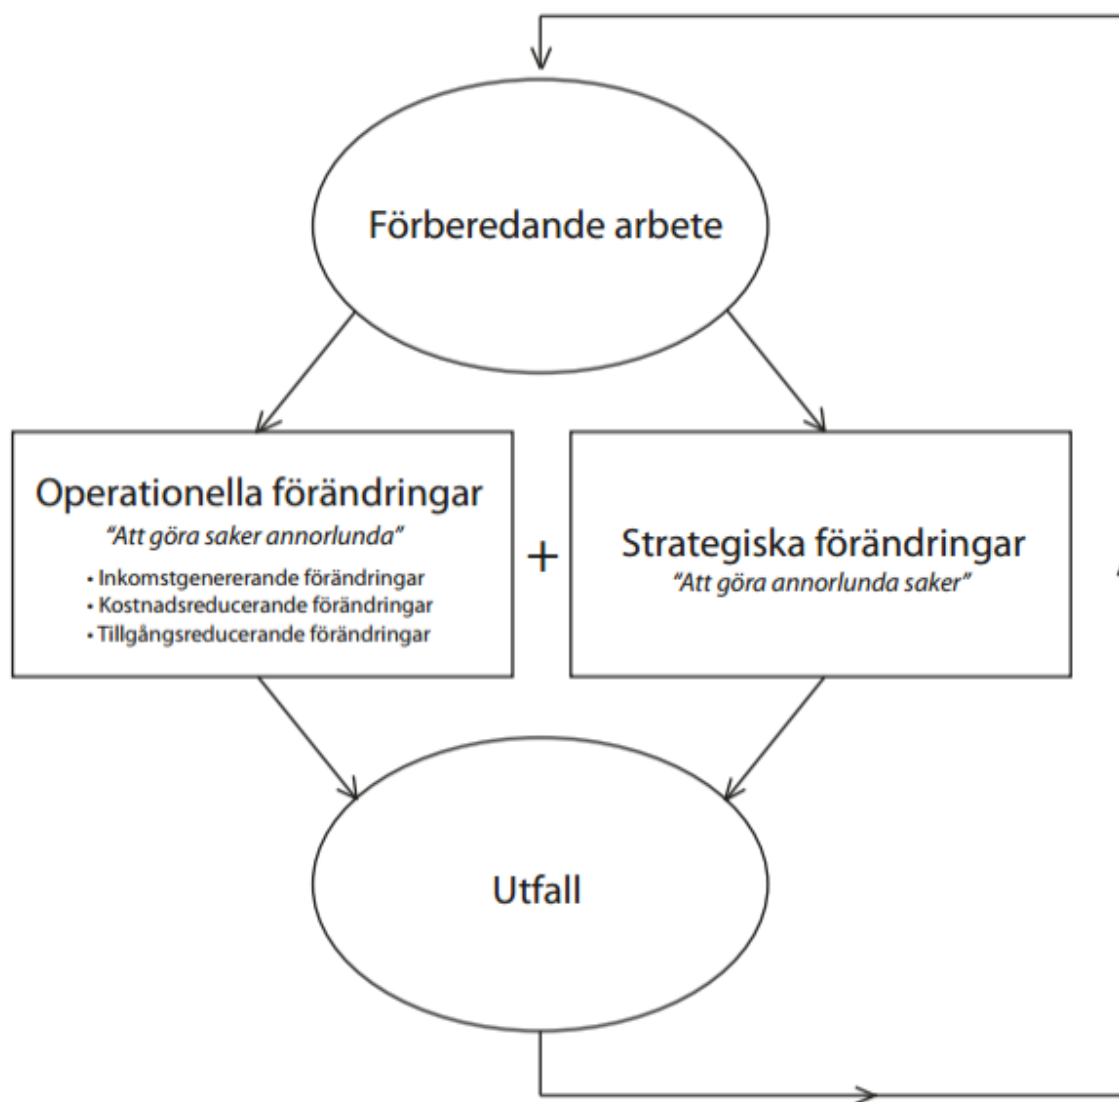 Förberedande arbete
Operationella förändringar
“Att göra saker annorlunda”
• Inkomstgenererande förändringar
• Kostnadsreducerande förändringar
• Tillgångsreducerande förändringar
+
Strategiska förändringar
“Att göra annorlunda saker”
Utfall